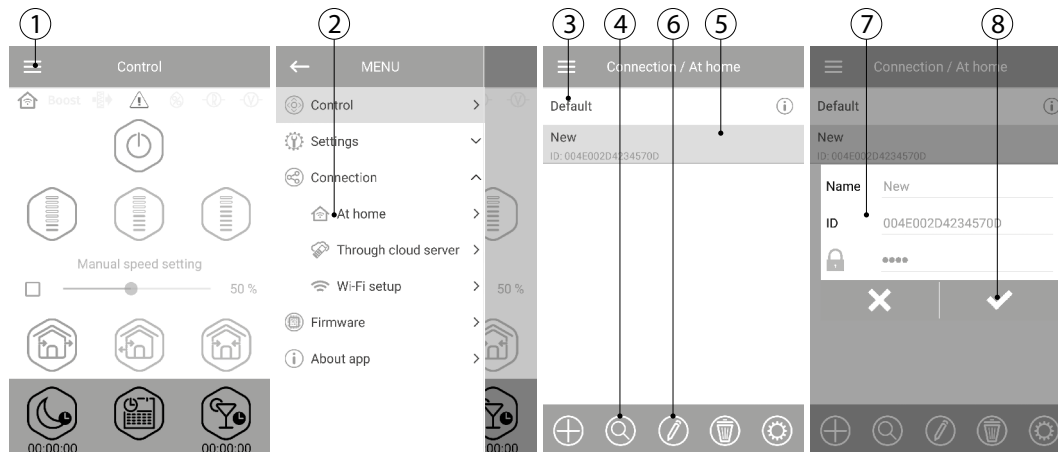 1
2
3
4
6
5
7
8
Control
Boost
Manual speed setting
50 %
00:00:00
00:00:00
MENU
Control
Settings
Connection
At home
Through cloud server
Wi-Fi setup
Firmware
About app
50 %
00:00
Connection / At home
Default
New
ID: 004E002D4234570D
Connection / At home
Default
New
ID: 004E002D4234570D
Name New
ID 004E002D4234570D